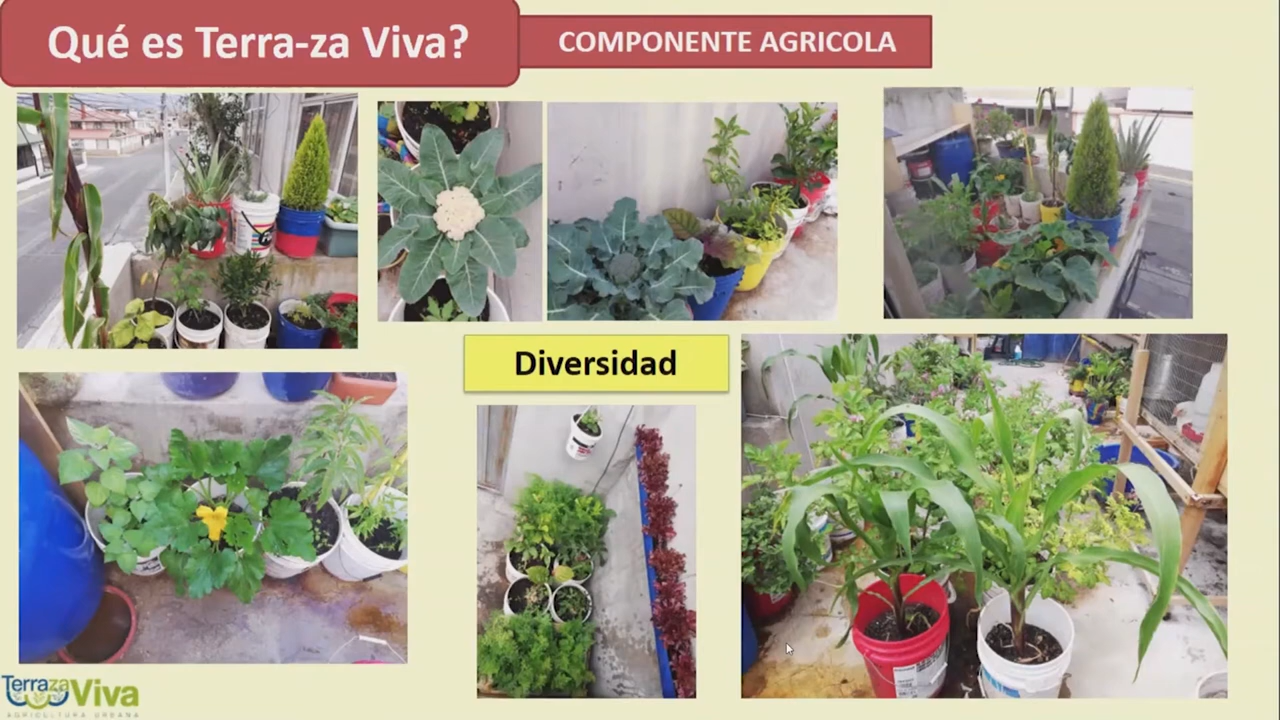 Qué es Terra-za Viva?
COMPONENTE AGRICOLA
Diversidad
Terraza Viva
AGRICULTURA URBANA